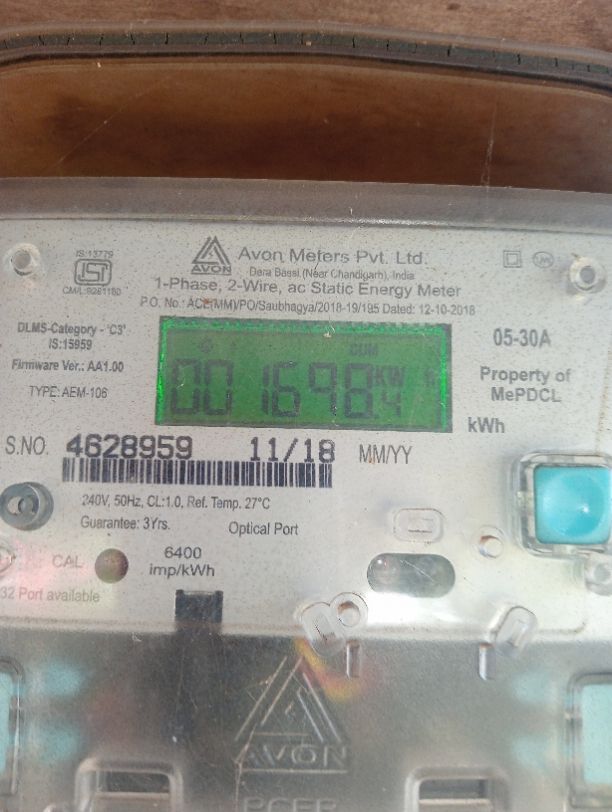 IS:13779
ISI
CM/L:9261180
AVON
Avon Meters Pvt. Ltd.
Dera Bassi,(Near Chandigarh), India
1-Phase, 2-Wire, ac Static Energy Meter
P.O. No.: ACE(MM)/PO/Saubhagya/2018-19/195 Dated: 12-10-2018
DLMS-Category - 'C3'
IS:15959
Firmware Ver.: AA1.00
TYPE: AEM-106
CUM
001698.4 KW h
05-30A
Property of
MePDCL
kWh
S.NO. 4628959 11/18 MM/YY
240V, 50Hz, CL:1.0, Ref. Temp. 27°C
Guarantee: 3Yrs.
Optical Port
CAL
6400
imp/kWh
32 Port available
AVON